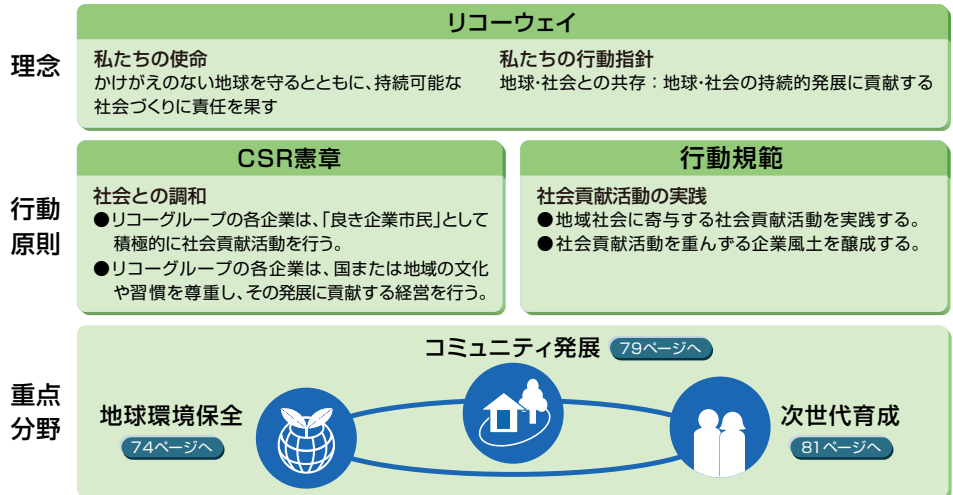 リコーウェイ
理念
私たちの使命
かけがえのない地球を守るとともに、持続可能な
社会づくりに責任を果す
私たちの行動指針
地球・社会との共存：地球・社会の持続的発展に貢献する
行動
原則
CSR憲章
社会との調和
●リコーグループの各企業は、「良き企業市民」として
積極的に社会貢献活動を行う。
●リコーグループの各企業は、国または地域の文化
や習慣を尊重し、その発展に貢献する経営を行う。
行動規範
社会貢献活動の実践
●地域社会に寄与する社会貢献活動を実践する。
●社会貢献活動を重んずる企業風土を醸成する。
重点
分野
コミュニティ発展 79ページへ
地球環境保全
74ページへ
次世代育成
81ページへ